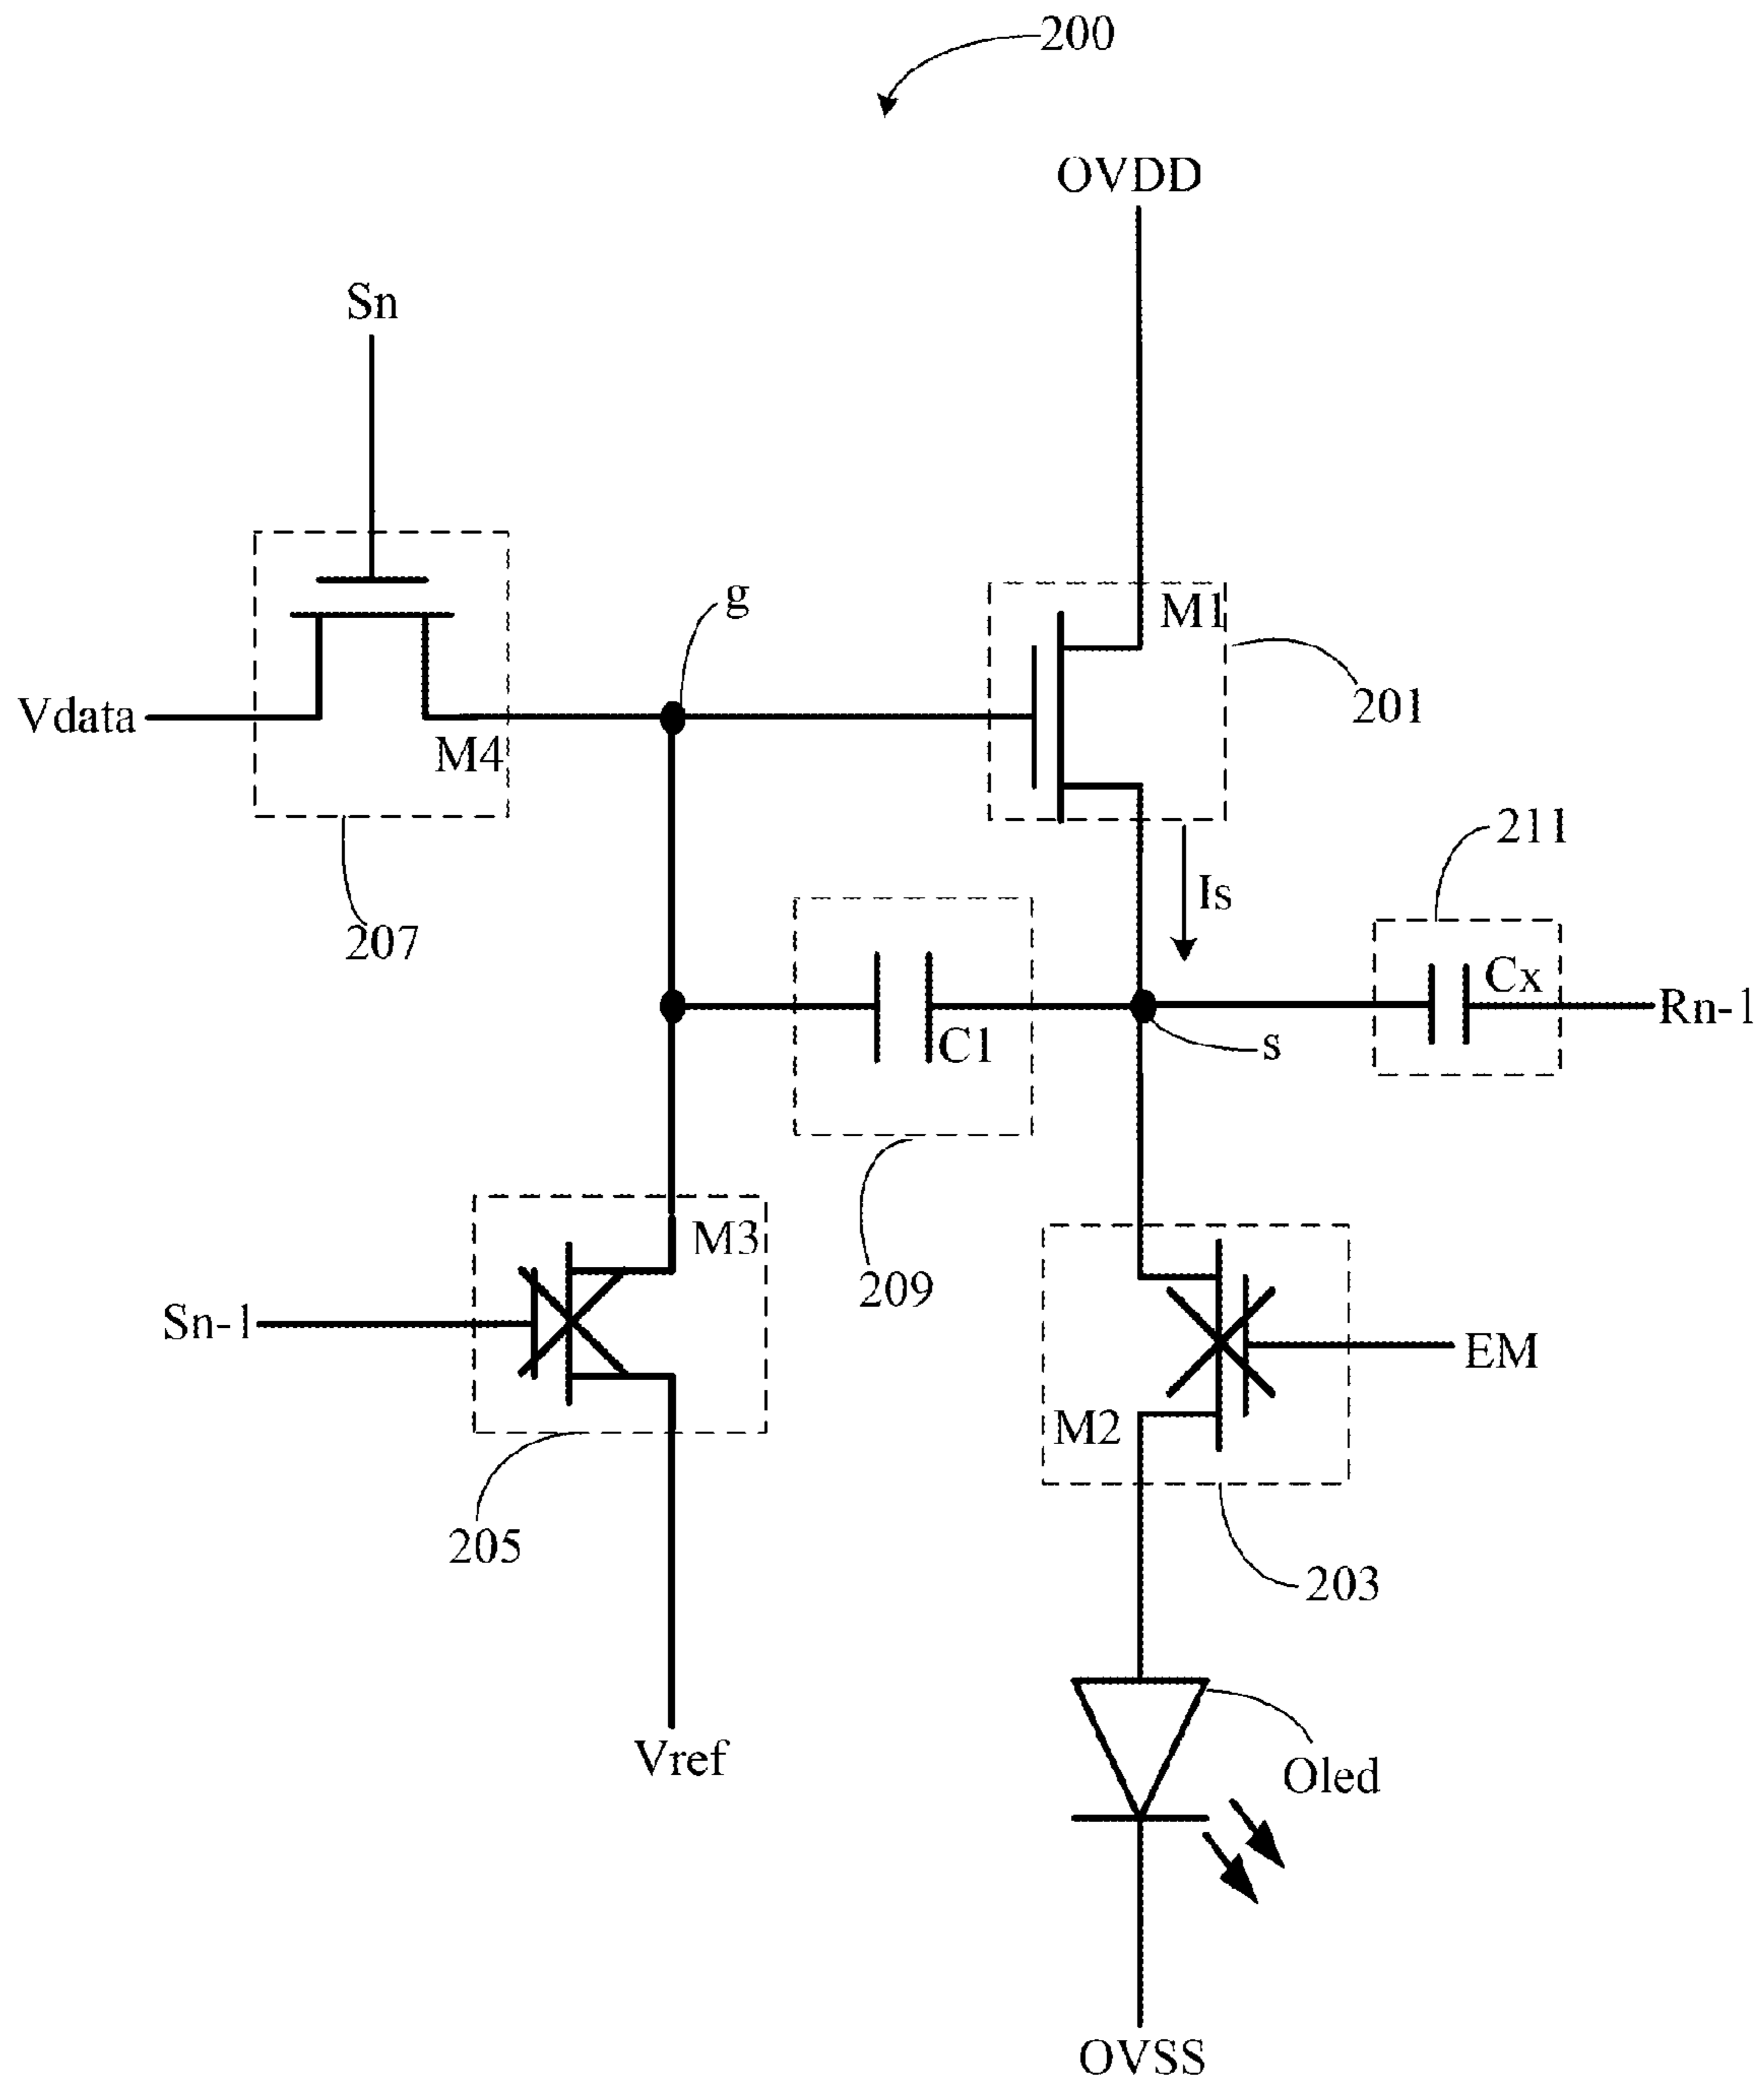 200
OVDD
Sn
g
M1
201
Vdata
M4
207
211
Is
Cx
Rn-1
C1
s
209
M3
Sn-1
205
M2
EM
203
Vref
Oled
OVSS